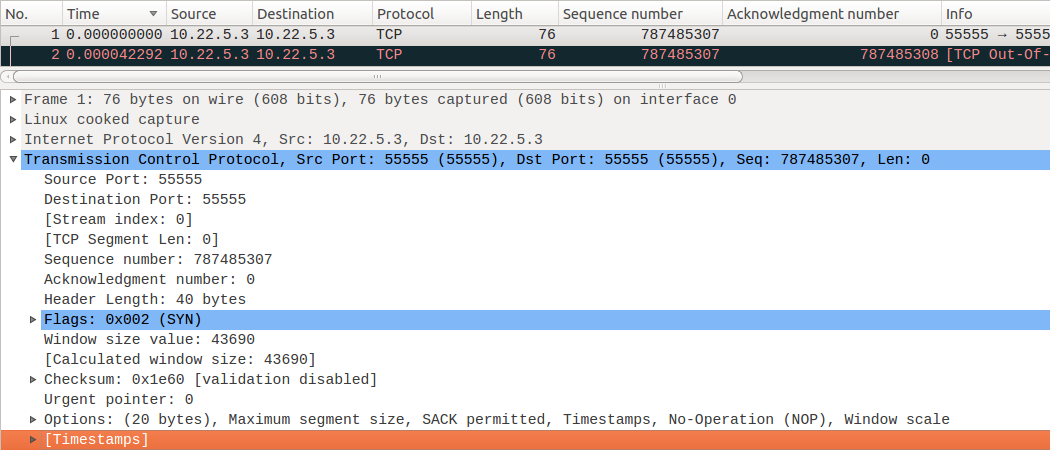 No. Time Source Destination Protocol Length Sequence number Acknowledgment number Info
1 0.000000000 10.22.5.3 10.22.5.3 TCP 76 787485307 0 55555 → 5555
2 0.000042292 10.22.5.3 10.22.5.3 TCP 76 787485307 787485308 [TCP Out-Of-
Frame 1: 76 bytes on wire (608 bits), 76 bytes captured (608 bits) on interface 0
Linux cooked capture
Internet Protocol Version 4, Src: 10.22.5.3, Dst: 10.22.5.3
Transmission Control Protocol, Src Port: 55555 (55555), Dst Port: 55555 (55555), Seq: 787485307, Len: 0
Source Port: 55555
Destination Port: 55555
[Stream index: 0]
[TCP Segment Len: 0]
Sequence number: 787485307
Acknowledgment number: 0
Header Length: 40 bytes
Flags: 0x002 (SYN)
Window size value: 43690
[Calculated window size: 43690]
Checksum: 0x1e60 [validation disabled]
Urgent pointer: 0
Options: (20 bytes), Maximum segment size, SACK permitted, Timestamps, No-Operation (NOP), Window scale
[Timestamps]